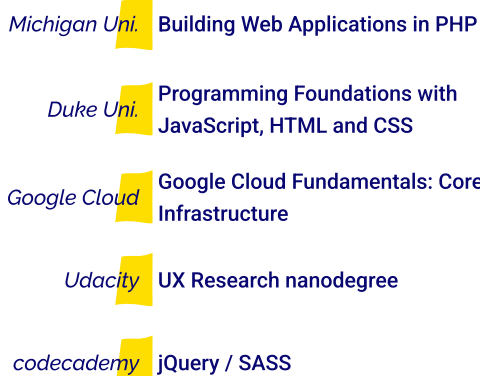 Michigan Uni. Building Web Applications in PHP
Duke Uni. Programming Foundations with
JavaScript, HTML and CSS
Google Cloud Google Cloud Fundamentals: Core
Infrastructure
Udacity UX Research nanodegree
codecademy jQuery / SASS